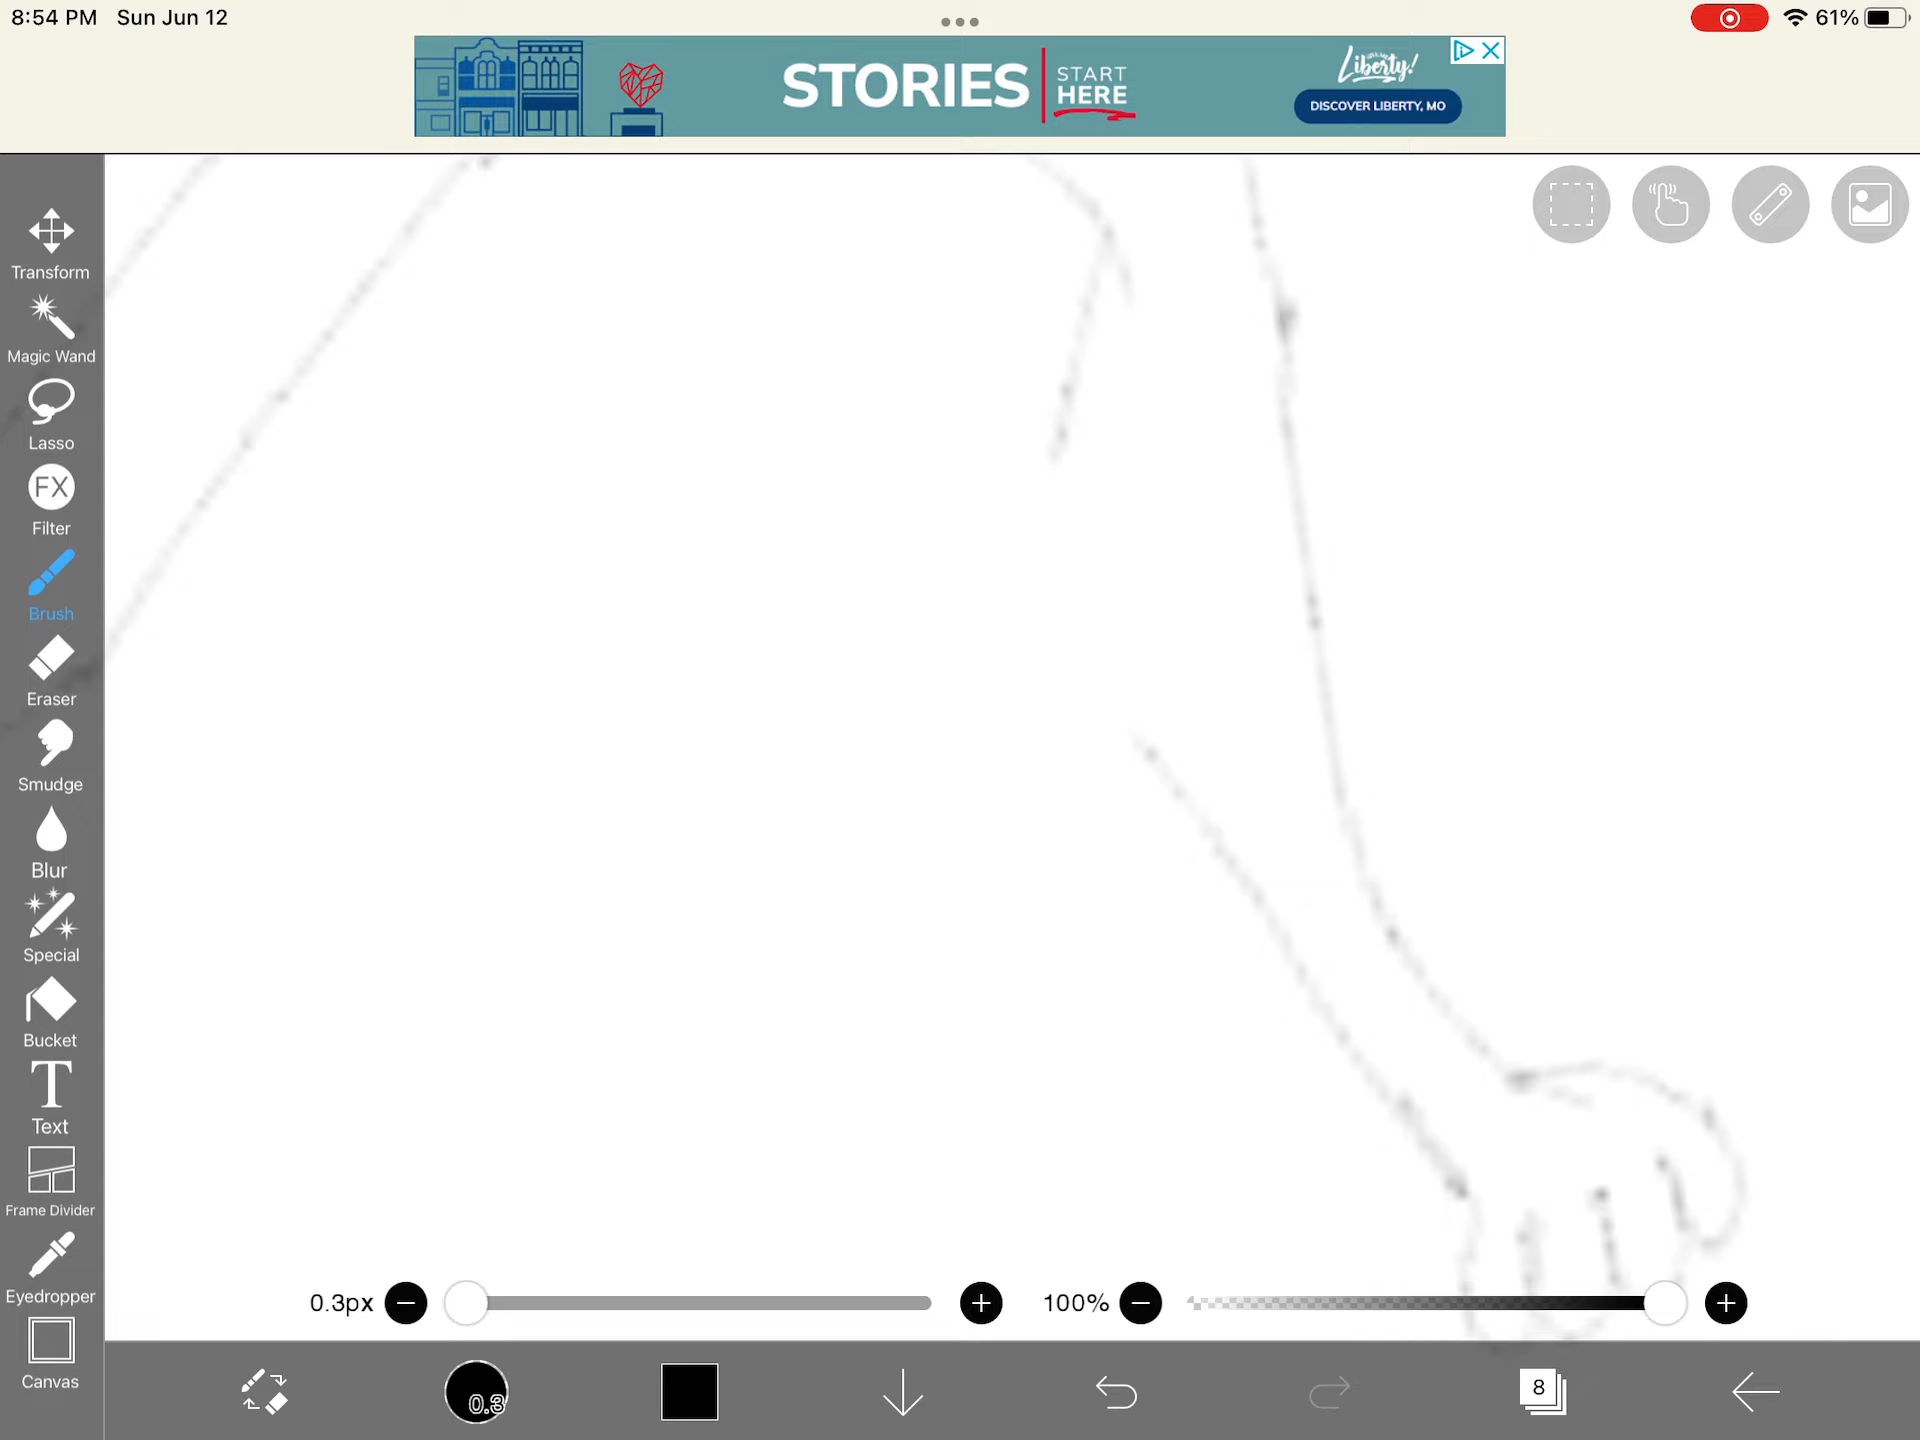 8:54 PM Sun Jun 12
61%
STORIES
START
HERE
Liberty!
DISCOVER LIBERTY, MO
Transform
Magic Wand
Lasso
FX
Filter
Brush
Eraser
Smudge
Blur
Special
Bucket
T
Text
Frame Divider
Eyedropper
Canvas
0.3px
100%
0.3
8